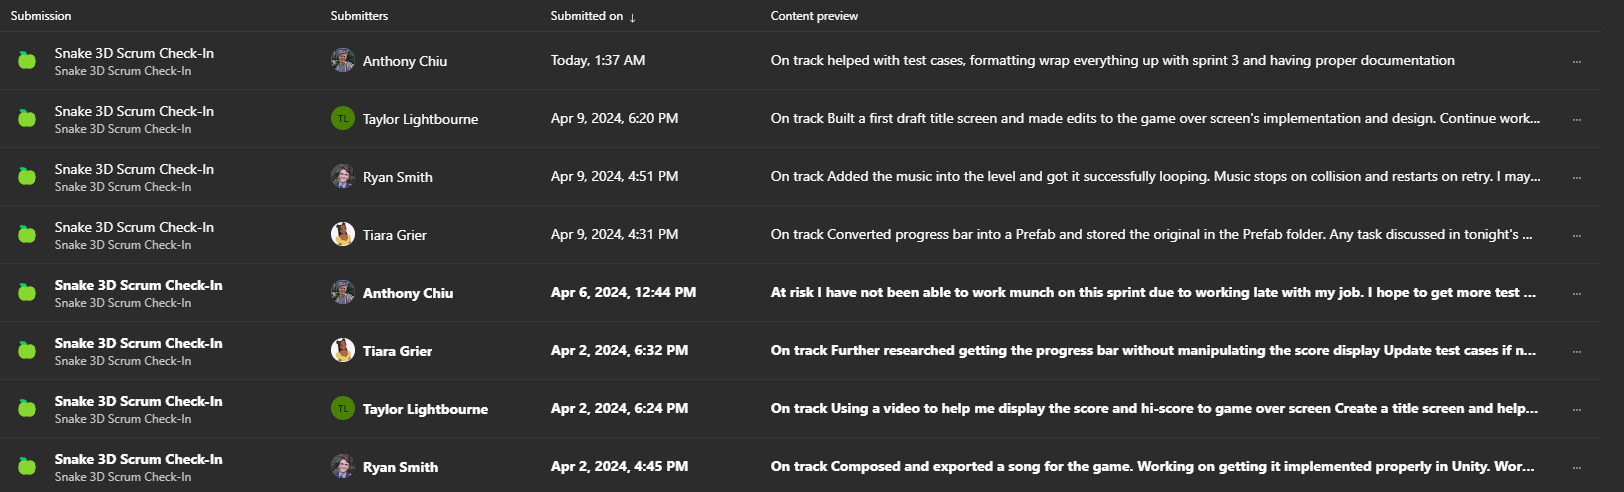 Submission Submitters Submitted on ↓ Content preview
Snake 3D Scrum Check-In Anthony Chiu Today, 1:37 AM On track helped with test cases, formatting wrap everything up with sprint 3 and having proper documentation ...
Snake 3D Scrum Check-In
Snake 3D Scrum Check-In TL Taylor Lightbourne Apr 9, 2024, 6:20 PM On track Built a first draft title screen and made edits to the game over screen's implementation and design. Continue work... ...
Snake 3D Scrum Check-In
Snake 3D Scrum Check-In Ryan Smith Apr 9, 2024, 4:51 PM On track Added the music into the level and got it successfully looping. Music stops on collision and restarts on retry. I may... ...
Snake 3D Scrum Check-In
Snake 3D Scrum Check-In Tiara Grier Apr 9, 2024, 4:31 PM On track Converted progress bar into a Prefab and stored the original in the Prefab folder. Any task discussed in tonight's ... ...
Snake 3D Scrum Check-In
Snake 3D Scrum Check-In Anthony Chiu Apr 6, 2024, 12:44 PM At risk I have not been able to work munch on this sprint due to working late with my job. I hope to get more test ... ...
Snake 3D Scrum Check-In
Snake 3D Scrum Check-In Tiara Grier Apr 2, 2024, 6:32 PM On track Further researched getting the progress bar without manipulating the score display Update test cases if n... ...
Snake 3D Scrum Check-In
Snake 3D Scrum Check-In TL Taylor Lightbourne Apr 2, 2024, 6:24 PM On track Using a video to help me display the score and hi-score to game over screen Create a title screen and help... ...
Snake 3D Scrum Check-In
Snake 3D Scrum Check-In Ryan Smith Apr 2, 2024, 4:45 PM On track Composed and exported a song for the game. Working on getting it implemented properly in Unity. Wor... ...
Snake 3D Scrum Check-In